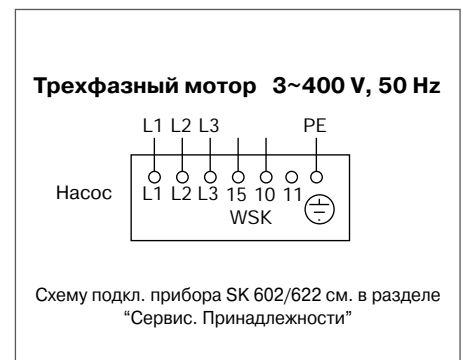 Трехфазный мотор 3~400 V, 50 Hz
L1 L2 L3 PE
Насос L1 L2 L3 15 10 11
WSK
Схему подкл. прибора SK 602/622 см. в разделе
“Сервис. Принадлежности”